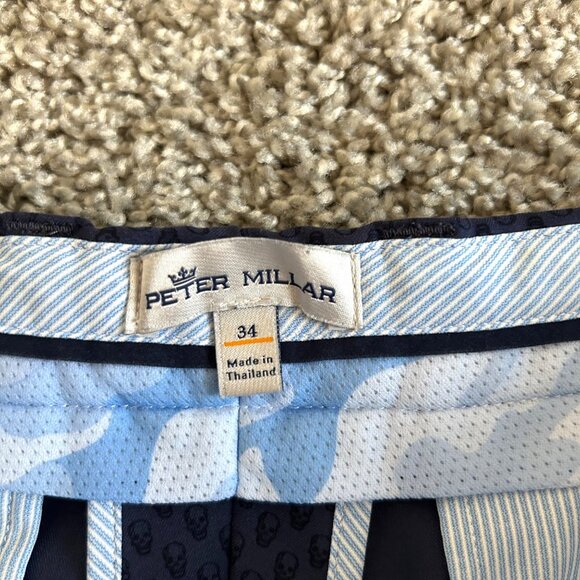 PETER MILLAR
34
Made in
Thailand